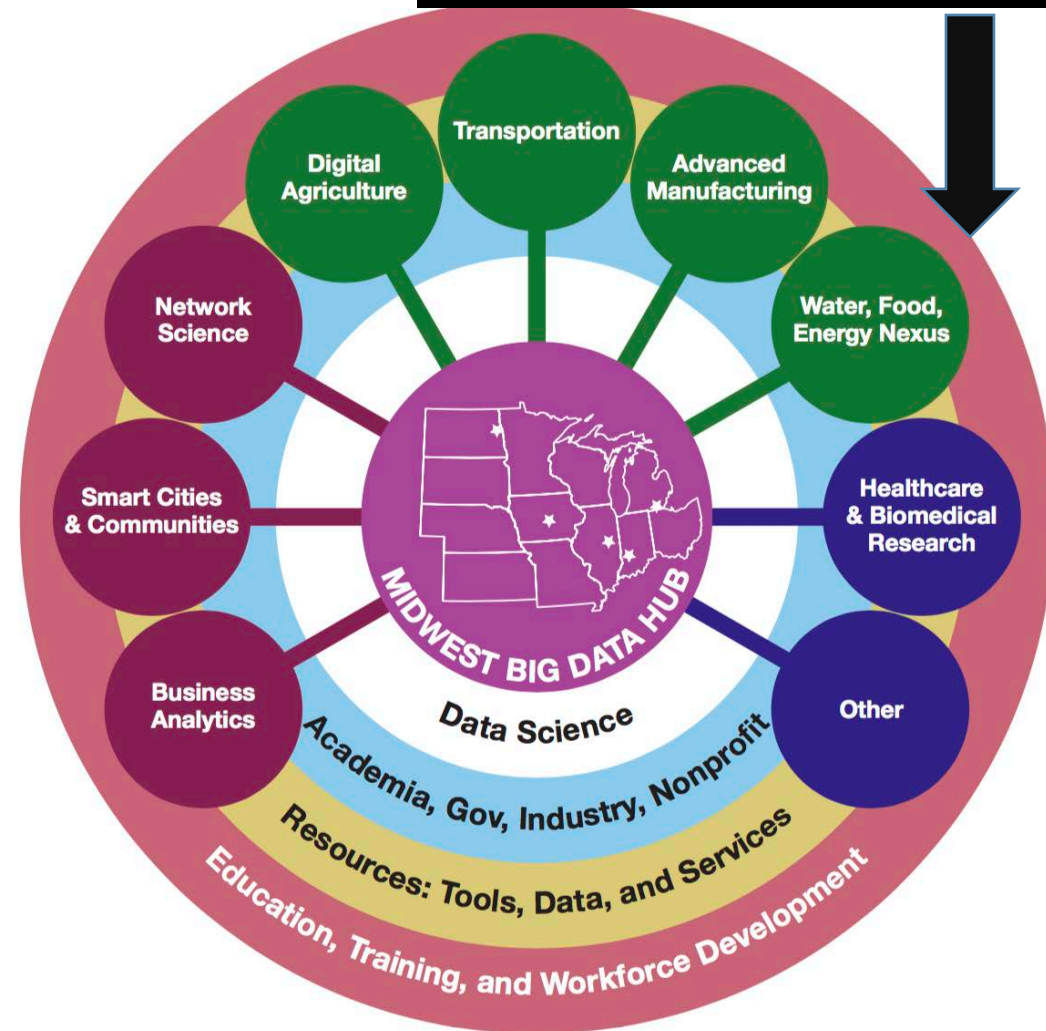 Transportation
Digital
Agriculture
Advanced
Manufacturing
Network
Science
Water, Food,
Energy Nexus
Smart Cities
& Communities
Healthcare
& Biomedical
Research
MIDWEST BIG DATA HUB
Business
Analytics
Other
Data Science
Academia, Gov, Industry, Nonprofit
Resources: Tools, Data, and Services
Education, Training, and Workforce Development